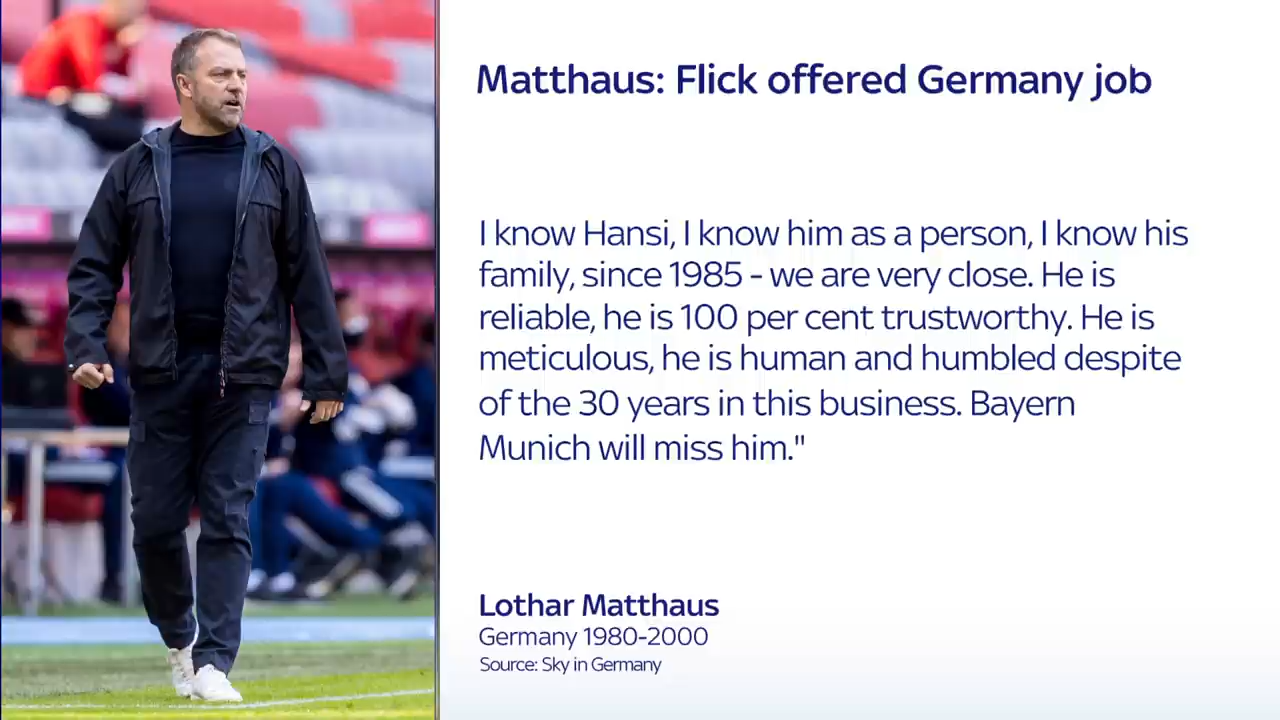 Matthaus: Flick offered Germany job
I know Hansi, I know him as a person, I know his
family, since 1985 - we are very close. He is
reliable, he is 100 per cent trustworthy. He is
meticulous, he is human and humbled despite
of the 30 years in this business. Bayern
Munich will miss him."
Lothar Matthaus
Germany 1980-2000
Source: Sky in Germany